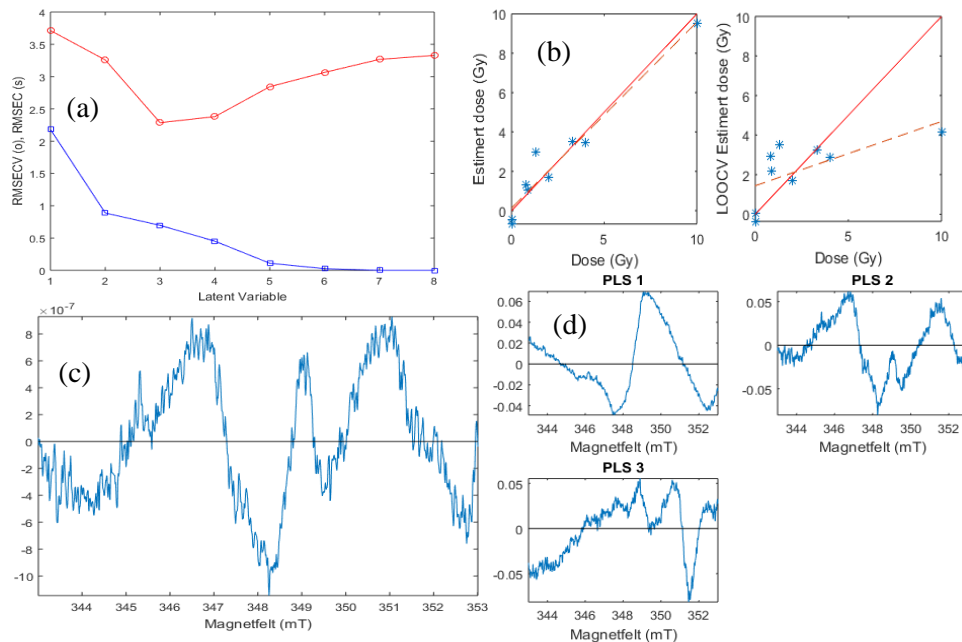 (a)
RMSECV (o), RMSEC (s)
4
3.5
3
2.5
2
1.5
1
0.5
0
1 2 3 4 5 6 7 8
Latent Variable
(b)
Estimert dose (Gy)
10
8
6
4
2
0
0 5 10
Dose (Gy)
LOOCV Estimert dose (Gy)
10
8
6
4
2
0
0 5 10
Dose (Gy)
(c)
× 10⁻⁷
8
6
4
2
0
-2
-4
-6
-8
-10
344 345 346 347 348 349 350 351 352 353
Magnetfelt (mT)
(d)
PLS 1
0.06
0.04
0.02
0
-0.02
-0.04
344 346 348 350 352
Magnetfelt (mT)
PLS 2
0.05
0
-0.05
344 346 348 350 352
Magnetfelt (mT)
PLS 3
0.05
0
-0.05
344 346 348 350 352
Magnetfelt (mT)